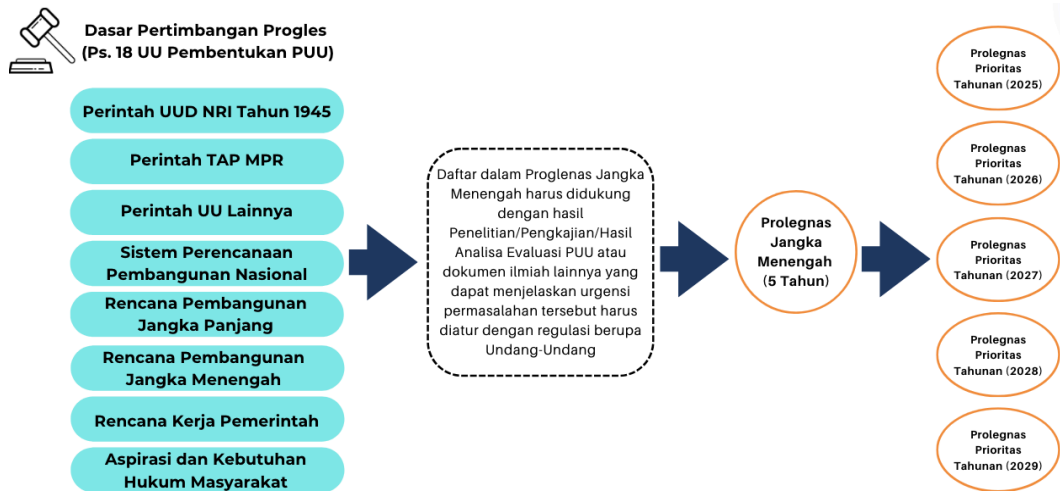 Dasar Pertimbangan Progles
(Ps. 18 UU Pembentukan PUU)
Perintah UUD NRI Tahun 1945
Perintah TAP MPR
Perintah UU Lainnya
Sistem Perencanaan
Pembangunan Nasional
Rencana Pembangunan
Jangka Panjang
Rencana Pembangunan
Jangka Menengah
Rencana Kerja Pemerintah
Aspirasi dan Kebutuhan
Hukum Masyarakat
Daftar dalam Proglenas Jangka
Menengah harus didukung
dengan hasil
Penelitian/Pengkajian/Hasil
Analisa Evaluasi PUU atau
dokumen ilmiah lainnya yang
dapat menjelaskan urgensi
permasalahan tersebut harus
diatur dengan regulasi berupa
Undang-Undang
Prolegnas
Jangka
Menengah
(5 Tahun)
Prolegnas
Prioritas
Tahunan (2025)
Prolegnas
Prioritas
Tahunan (2026)
Prolegnas
Prioritas
Tahunan (2027)
Prolegnas
Prioritas
Tahunan (2028)
Prolegnas
Prioritas
Tahunan (2029)